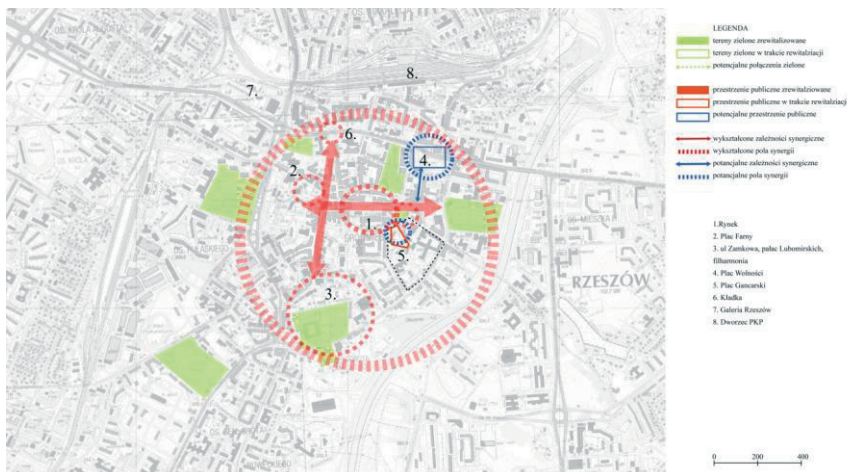 8.
7.
6.
4.
2.
1.
5.
3.
RZESZÓW
LEGENDA
tereny zielone zrewitalizowane
tereny zielone w trakcie rewitalziacji
potencjalne połączenia zielone
przestrzenie publiczne zrewitalziowane
przestrzenie publiczne w trakcie rewitalizacji
potencjalne przestrzenie publiczne
wykształcone zależności synergiczne
wykształcone pola synergii
potancjalne zależności synergiczne
potencjalne pola synergii
1.Rynek
2. Plac Farny
3. ul Zamkowa, pałac Lubomirskich,
filharmonia
4. Plac Wolności
5. Plac Garncarski
6. Kładka
7. Galeria Rzeszów
8. Dworzec PKP
0 200 400